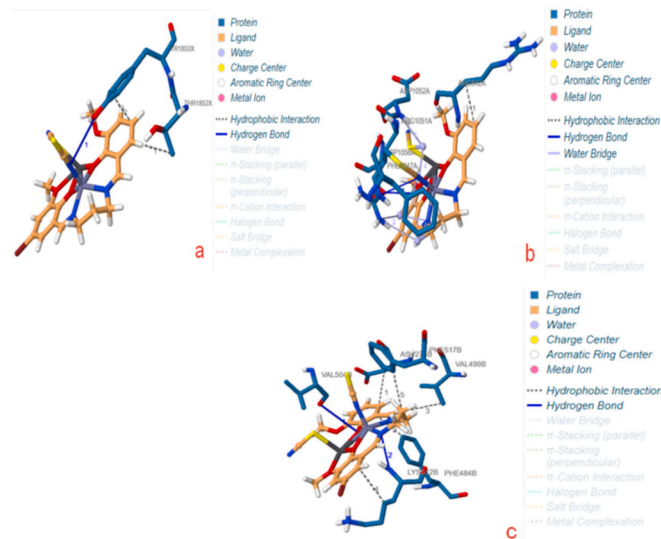 Protein
Ligand
Water
Charge Center
Aromatic Ring Center
Metal Ion
Hydrophobic Interaction
Hydrogen Bond
Water Bridge
π-Stacking (parallel)
π-Stacking
(perpendicular)
π-Cation Interaction
Halogen Bond
Salt Bridge
Metal Complexation
THR1852X
1
a
Protein
Ligand
Water
Charge Center
Aromatic Ring Center
Metal Ion
Hydrophobic Interaction
Hydrogen Bond
Water Bridge
π-Stacking (parallel)
π-Stacking
(perpendicular)
π-Cation Interaction
Halogen Bond
Salt Bridge
Metal Complexation
b
Protein
Ligand
Water
Charge Center
Aromatic Ring Center
Metal Ion
Hydrophobic Interaction
Hydrogen Bond
Water Bridge
π-Stacking (parallel)
π-Stacking
(perpendicular)
π-Cation Interaction
Halogen Bond
Salt Bridge
Metal Complexation
VAL499B
1
5
3
2
PHE484B
c